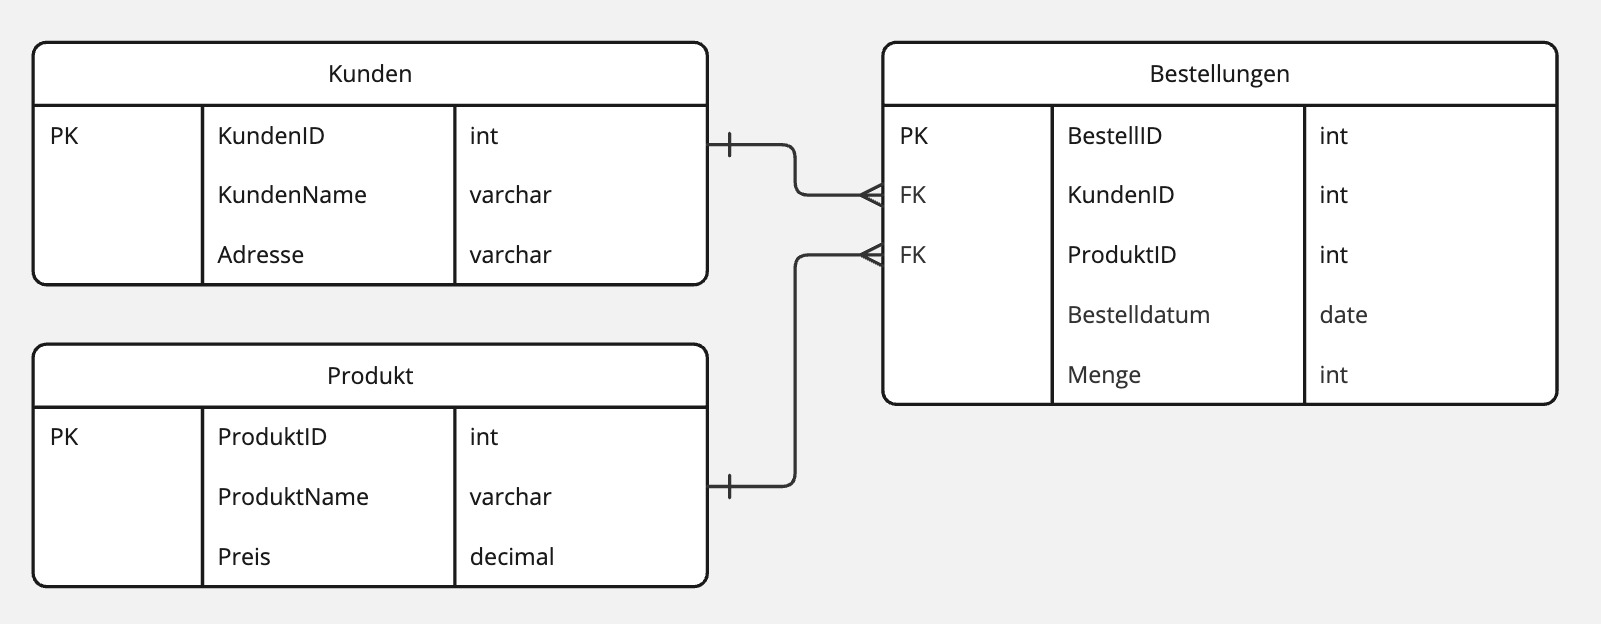 Kunden
PK KundenID int
KundenName varchar
Adresse varchar
Produkt
PK ProduktID int
ProduktName varchar
Preis decimal
Bestellungen
PK BestellID int
FK KundenID int
FK ProduktID int
Bestelldatum date
Menge int